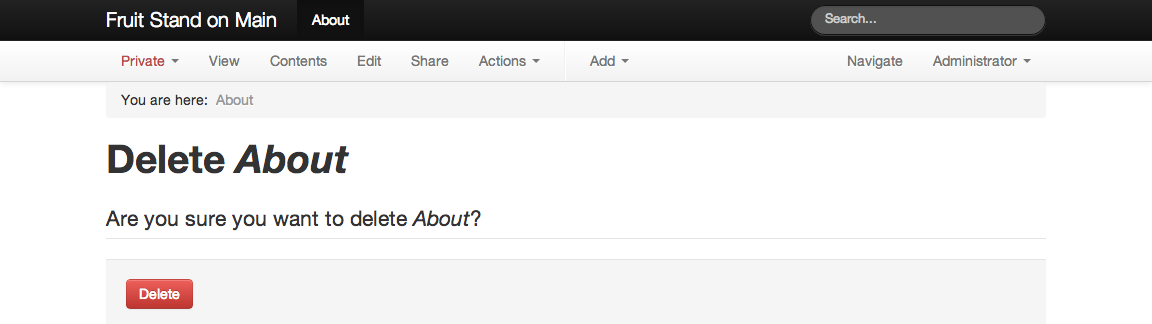 Fruit Stand on Main About Search...
Private View Contents Edit Share Actions Add Navigate Administrator
You are here: About
Delete About
Are you sure you want to delete About?
Delete